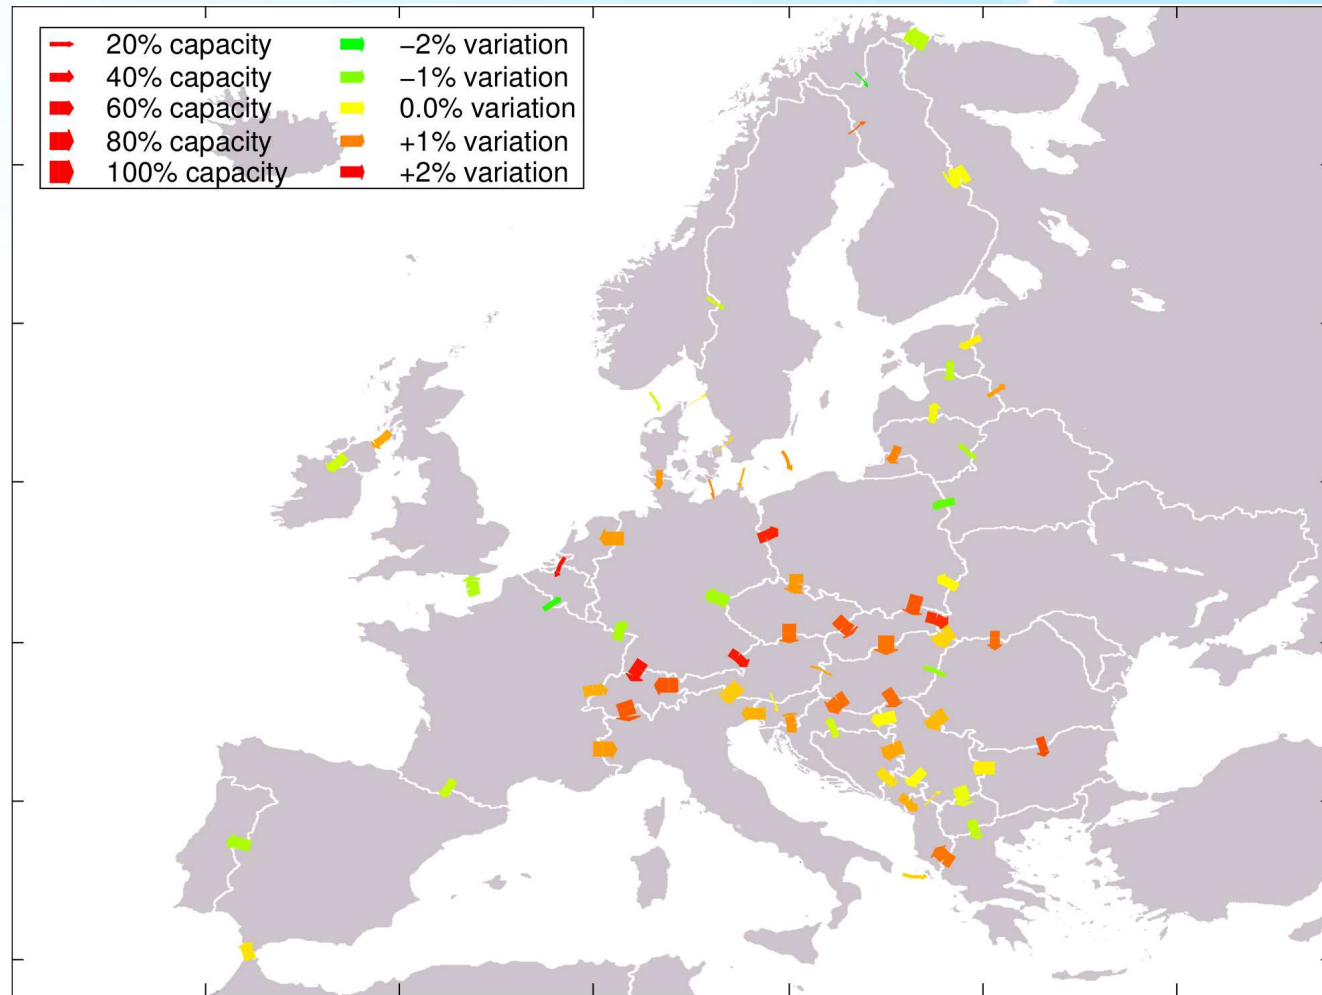 20% capacity
40% capacity
60% capacity
80% capacity
100% capacity
−2% variation
−1% variation
0.0% variation
+1% variation
+2% variation